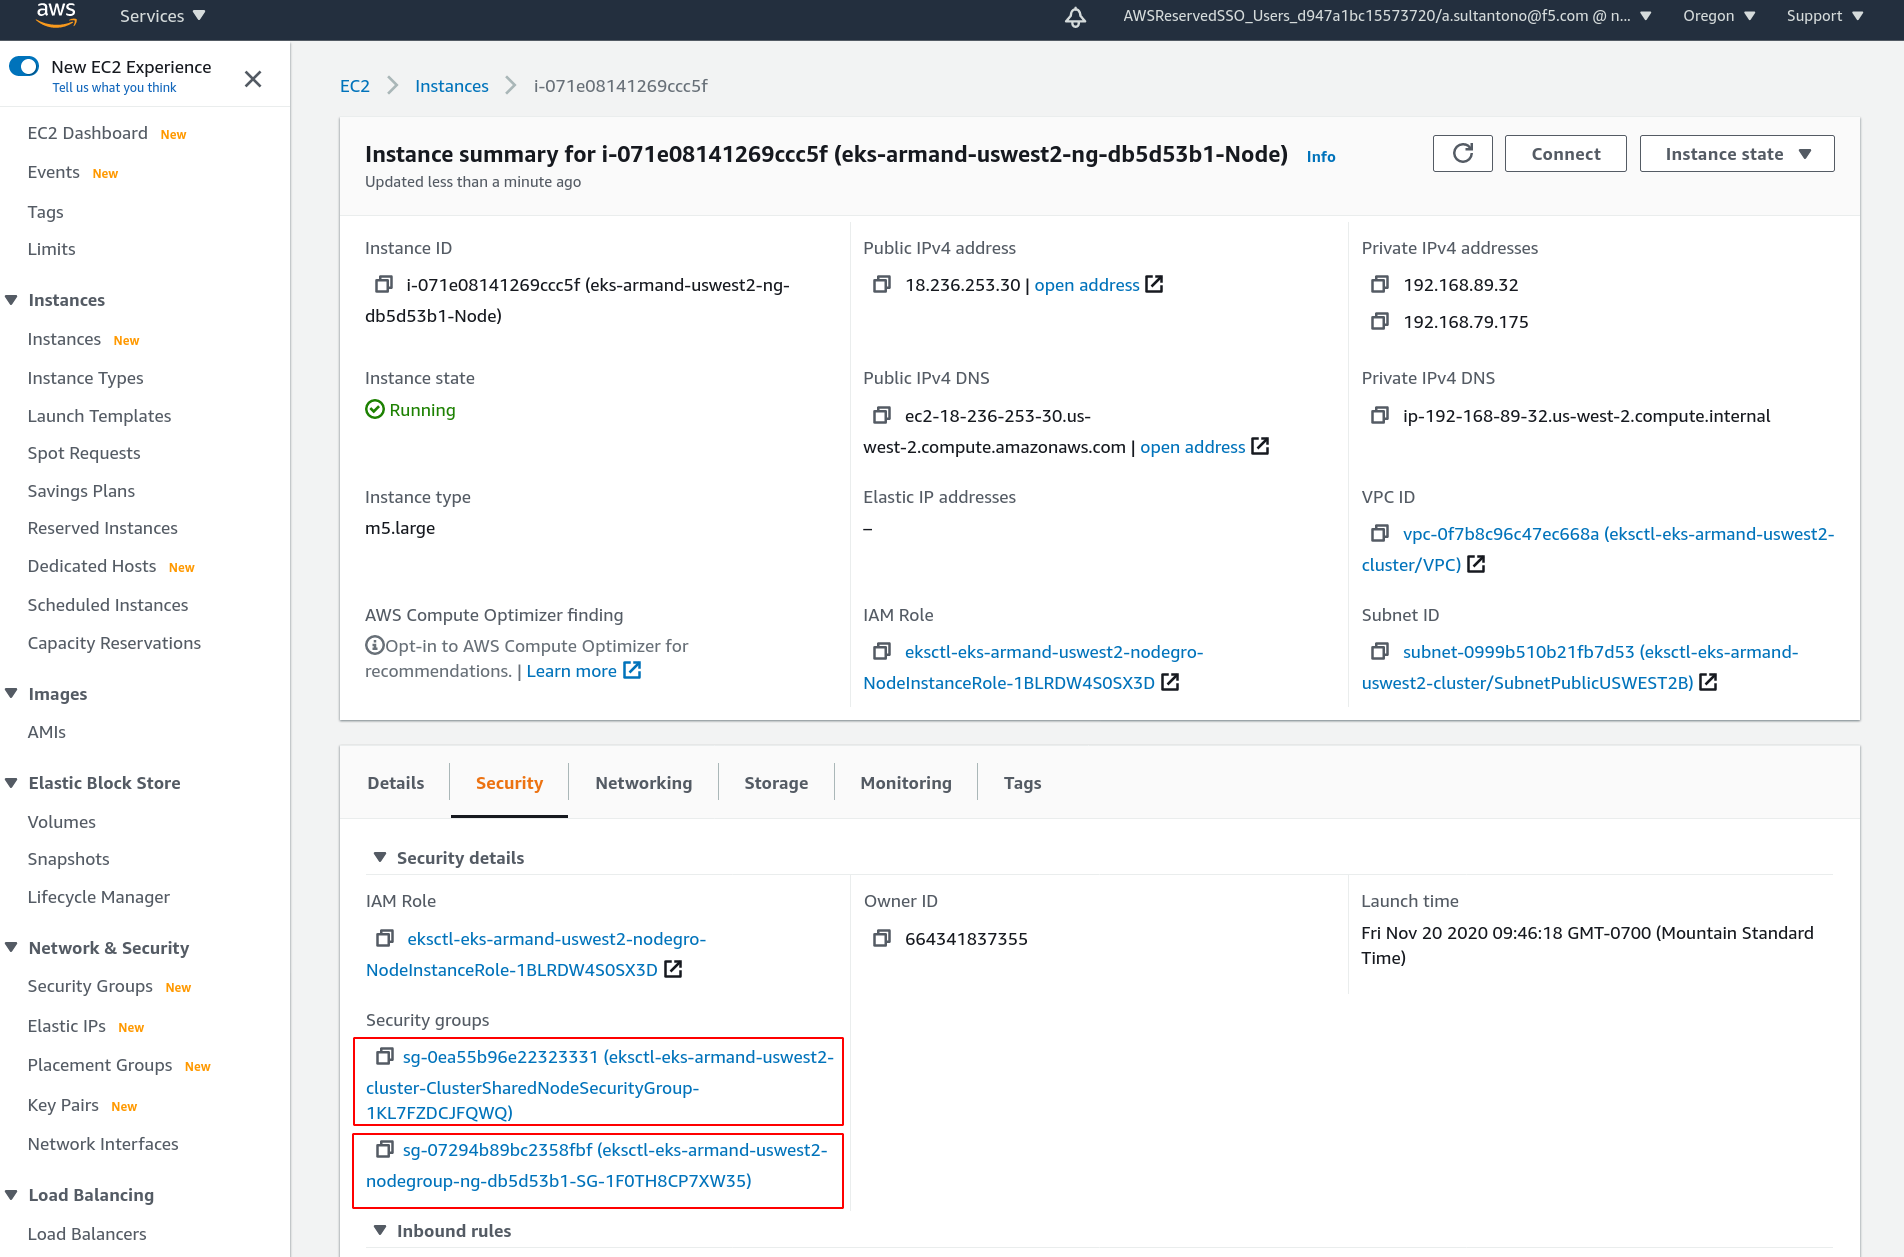 aws
Services
AWSReservedSSO_Users_d947a1bc15573720/a.sultantono@f5.com @ n...
Oregon
Support
New EC2 Experience
Tell us what you think
EC2 Dashboard New
Events New
Tags
Limits
Instances
Instances New
Instance Types
Launch Templates
Spot Requests
Savings Plans
Reserved Instances
Dedicated Hosts New
Scheduled Instances
Capacity Reservations
Images
AMIs
Elastic Block Store
Volumes
Snapshots
Lifecycle Manager
Network & Security
Security Groups New
Elastic IPs New
Placement Groups New
Key Pairs New
Network Interfaces
Load Balancing
Load Balancers
EC2 Instances i-071e08141269ccc5f
Instance summary for i-071e08141269ccc5f (eks-armand-uswest2-ng-db5d53b1-Node) Info
Updated less than a minute ago
Connect
Instance state
Instance ID
i-071e08141269ccc5f (eks-armand-uswest2-ng-
db5d53b1-Node)
Public IPv4 address
18.236.253.30 | open address
Private IPv4 addresses
192.168.89.32
192.168.79.175
Instance state
Running
Public IPv4 DNS
ec2-18-236-253-30.us-
west-2.compute.amazonaws.com | open address
Private IPv4 DNS
ip-192-168-89-32.us-west-2.compute.internal
Instance type
m5.large
Elastic IP addresses
–
VPC ID
vpc-0f7b8c96c47ec668a (eksctl-eks-armand-uswest2-
cluster/VPC)
AWS Compute Optimizer finding
Opt-in to AWS Compute Optimizer for
recommendations. | Learn more
IAM Role
eksctl-eks-armand-uswest2-nodegro-
NodeInstanceRole-1BLRDW4S0SX3D
Subnet ID
subnet-0999b510b21fb7d53 (eksctl-eks-armand-
uswest2-cluster/SubnetPublicUSWEST2B)
Details
Security
Networking
Storage
Monitoring
Tags
Security details
IAM Role
eksctl-eks-armand-uswest2-nodegro-
NodeInstanceRole-1BLRDW4S0SX3D
Owner ID
664341837355
Launch time
Fri Nov 20 2020 09:46:18 GMT-0700 (Mountain Standard
Time)
Security groups
sg-0ea55b96e22323331 (eksctl-eks-armand-uswest2-
cluster-ClusterSharedNodeSecurityGroup-
1KL7FZDCJFQWQ)
sg-07294b89bc2358fbf (eksctl-eks-armand-uswest2-
nodegroup-ng-db5d53b1-SG-1F0TH8CP7XW35)
Inbound rules